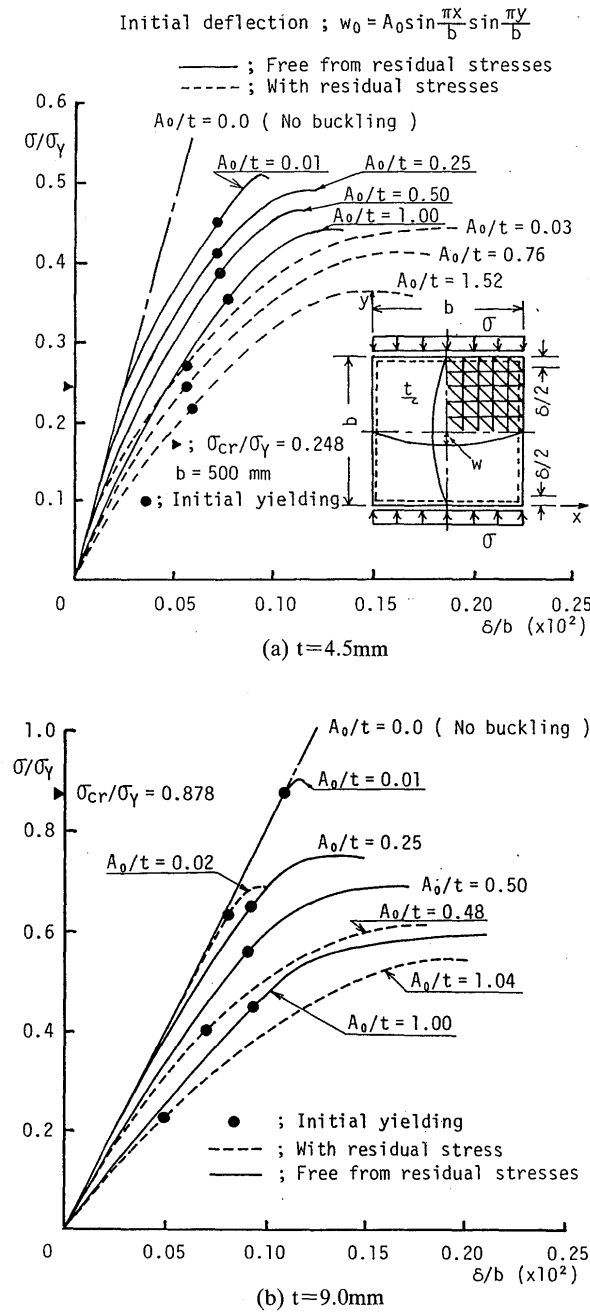 Initial deflection ; w₀ = A₀sin πx/b sin πy/b
——— ; Free from residual stresses
----- ; With residual stresses
0.6
σ/σY
A₀/t = 0.0 ( No buckling )
A₀/t = 0.01
A₀/t = 0.25
0.5
A₀/t = 0.50
A₀/t = 1.00
A₀/t = 0.03
0.4
A₀/t = 0.76
A₀/t = 1.52
0.3
y
b
σ
t
δ/2
b
0.2
► ; σcr/σY = 0.248
w
δ/2
b = 500 mm
0.1
● ; Initial yielding
x
σ
0
0.05
0.10
0.15
0.20
0.25
δ/b (x10²)
(a) t=4.5mm
1.0
A₀/t = 0.0 ( No buckling )
σ/σY
► σcr/σY = 0.878
A₀/t = 0.01
0.8
A₀/t = 0.02
A₀/t = 0.25
A₀/t = 0.50
A₀/t = 0.48
0.6
A₀/t = 1.04
0.4
A₀/t = 1.00
● ; Initial yielding
0.2
----- ; With residual stress
——— ; Free from residual stresses
0
0.05
0.10
0.15
0.20
δ/b (x10²)
(b) t=9.0mm